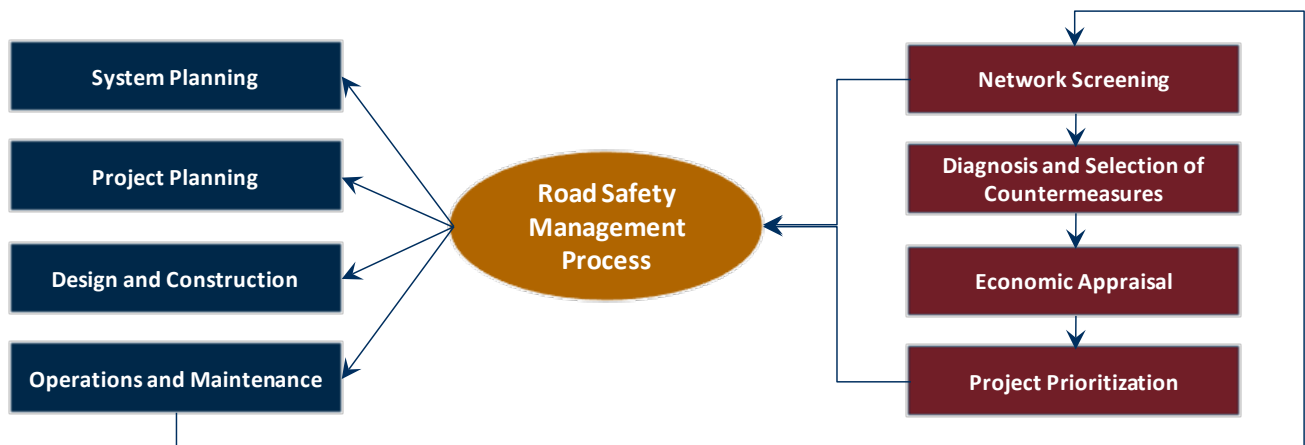 System Planning
Project Planning
Design and Construction
Operations and Maintenance
Road Safety
Management
Process
Network Screening
Diagnosis and Selection of
Countermeasures
Economic Appraisal
Project Prioritization